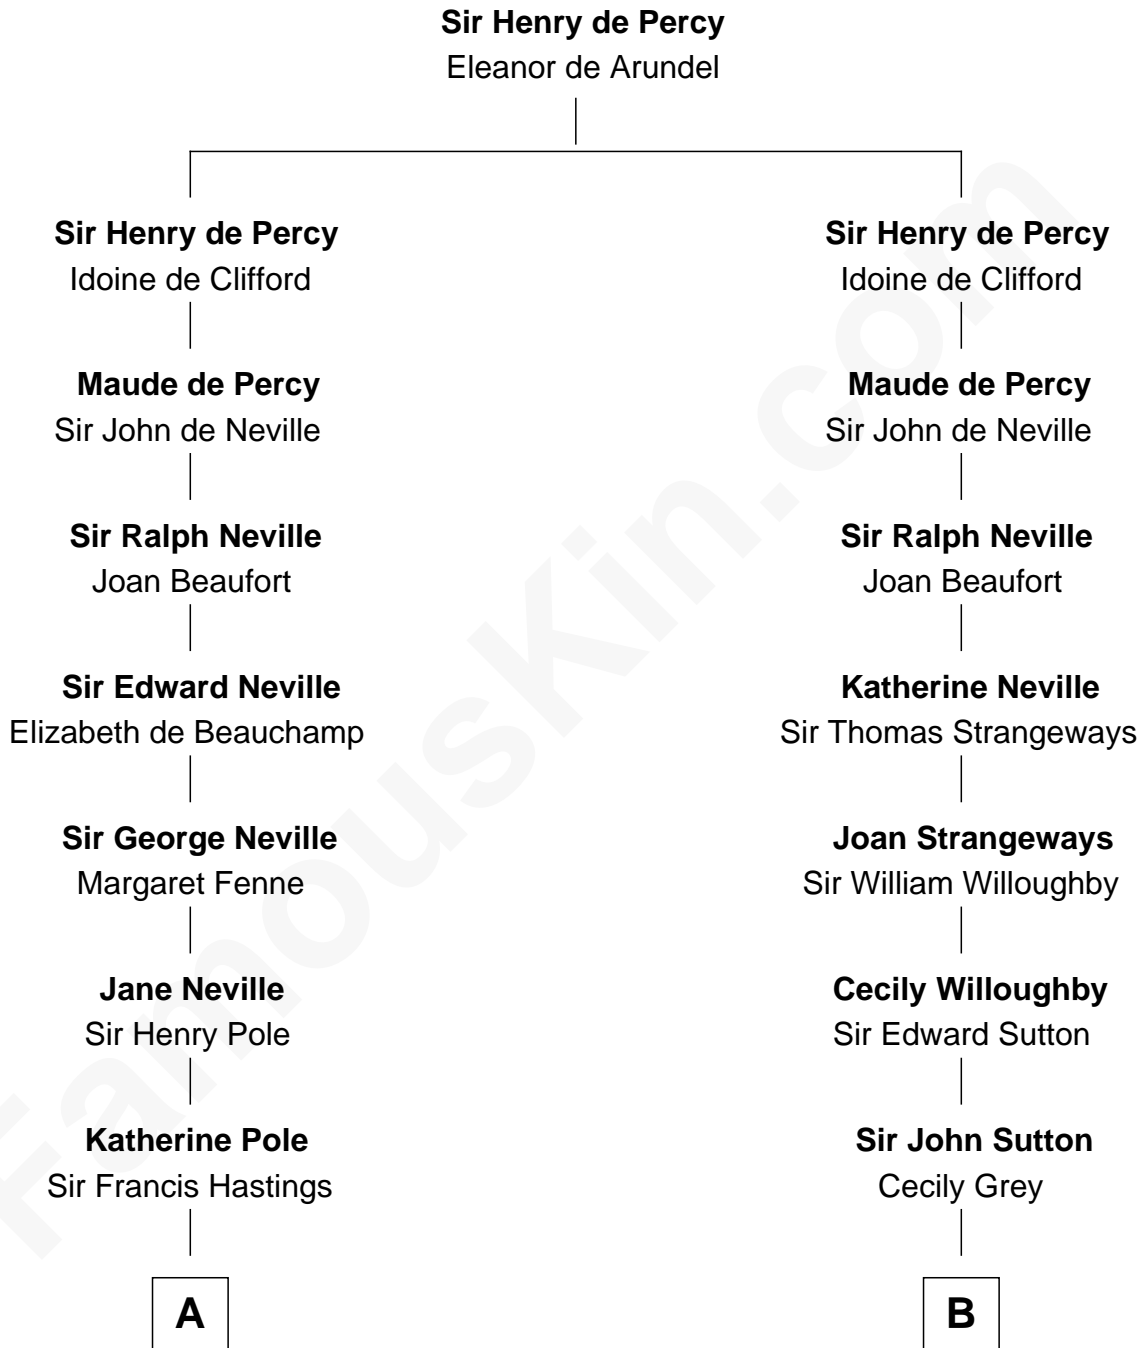 Sir Henry de Percy
Eleanor de Arundel
Sir Henry de Percy
Idoine de Clifford
Maude de Percy
Sir John de Neville
Sir Ralph Neville
Joan Beaufort
Sir Edward Neville
Elizabeth de Beauchamp
Sir George Neville
Margaret Fenne
Jane Neville
Sir Henry Pole
Katherine Pole
Sir Francis Hastings
A
Sir Henry de Percy
Idoine de Clifford
Maude de Percy
Sir John de Neville
Sir Ralph Neville
Joan Beaufort
Katherine Neville
Sir Thomas Strangeways
Joan Strangeways
Sir William Willoughby
Cecily Willoughby
Sir Edward Sutton
Sir John Sutton
Cecily Grey
B
FamousKin.com